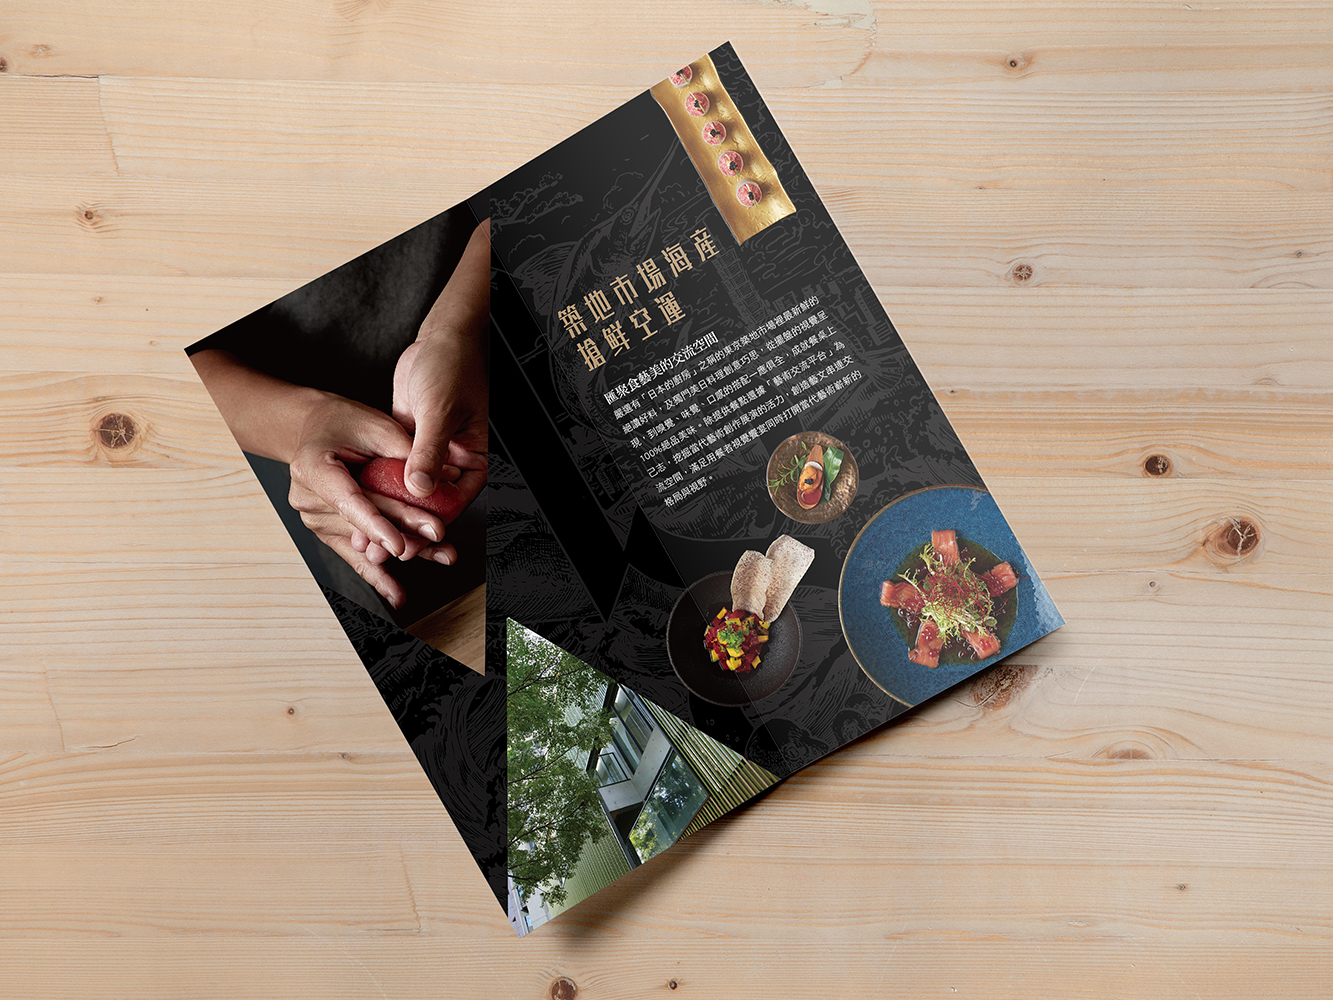 築地市場海産
搶鮮空運
匯聚食藝美的交流空間
嚴選有「日本的廚房」之稱的東京築地市場裡最新鮮的
絕讚好料，及獨門美日料理創意巧思，從擺盤的視覺呈
現，到嗅覺、味覺、口感的搭配一應俱全，成就餐桌上
100%絕品美味。除提供餐點還據「藝術交流平台」為
己志，挖掘當代藝術創作展演的活力，創造藝文串連交
流空間，滿足用餐者視覺饗宴同時打開當代藝術嶄新的
格局與視野。